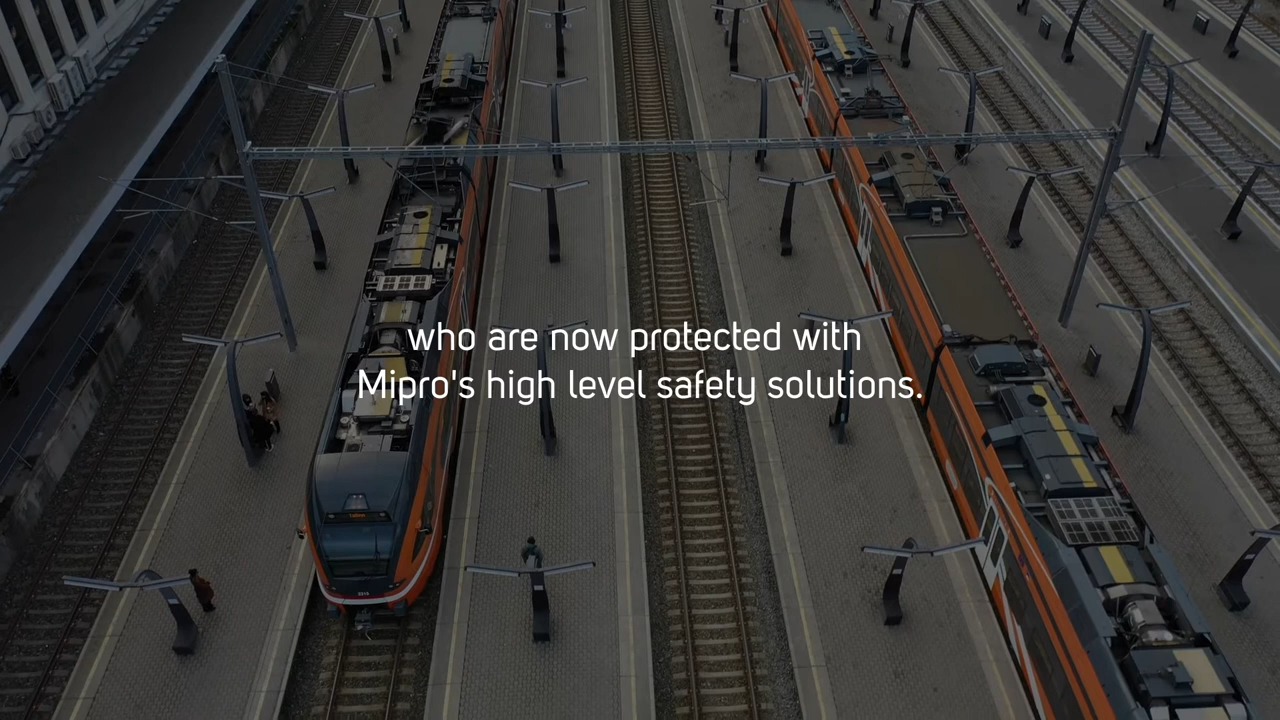 who are now protected with
Mipro's high level safety solutions.